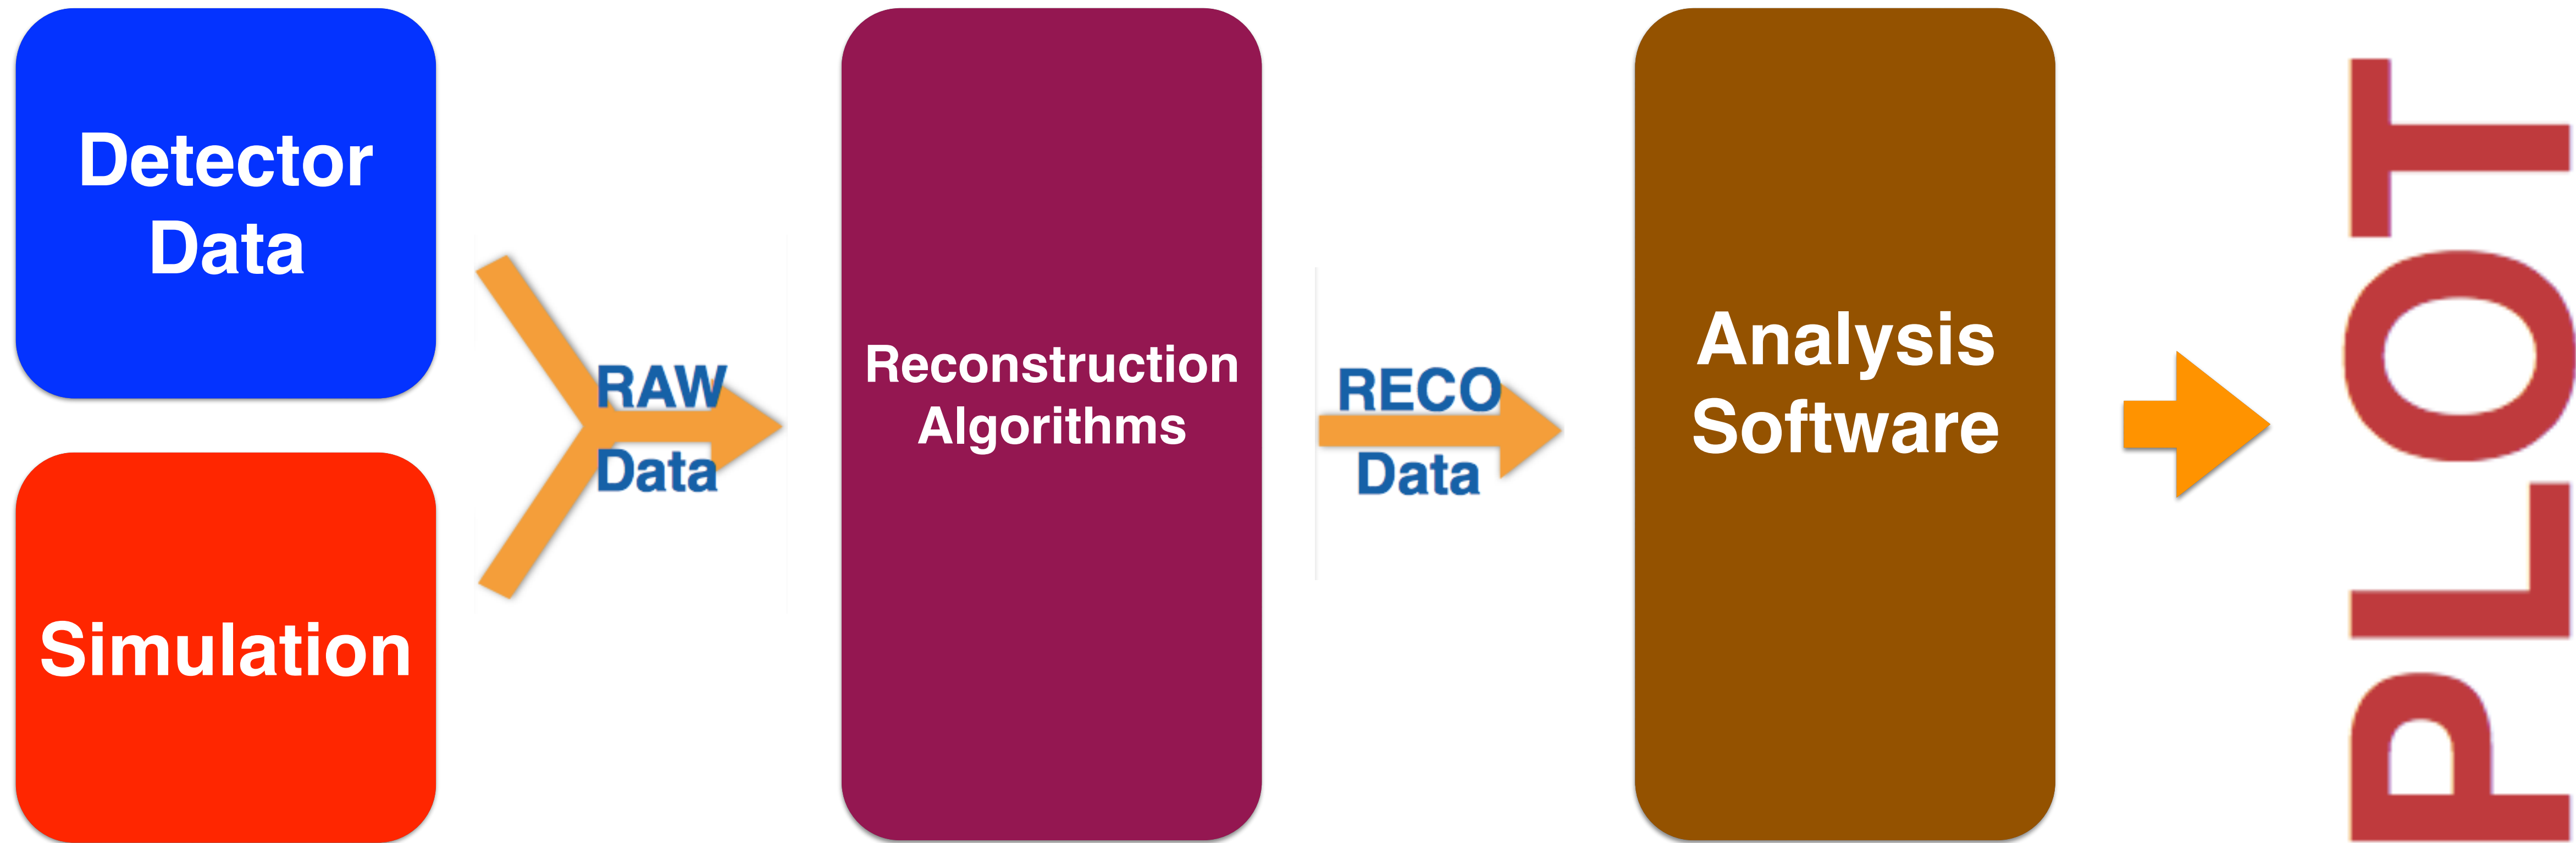 Detector
Data
Simulation
RAW
Data
Reconstruction
Algorithms
RECO
Data
Analysis
Software
PLOT